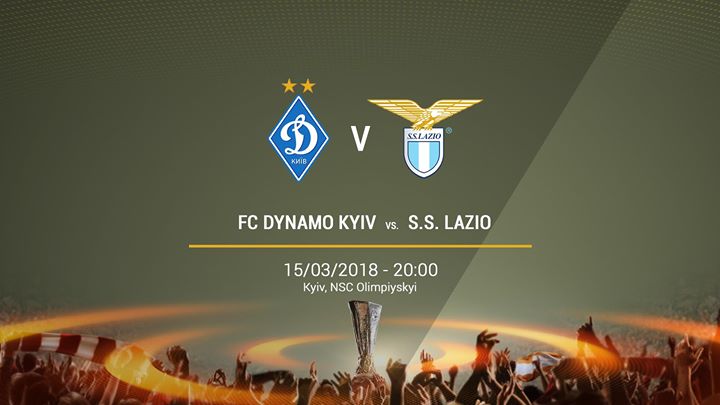 Д
КИЇВ
V
S.S.LAZIO
®
FC DYNAMO KYIV vs. S.S. LAZIO
15/03/2018 - 20:00
Kyiv, NSC Olimpiyskyi